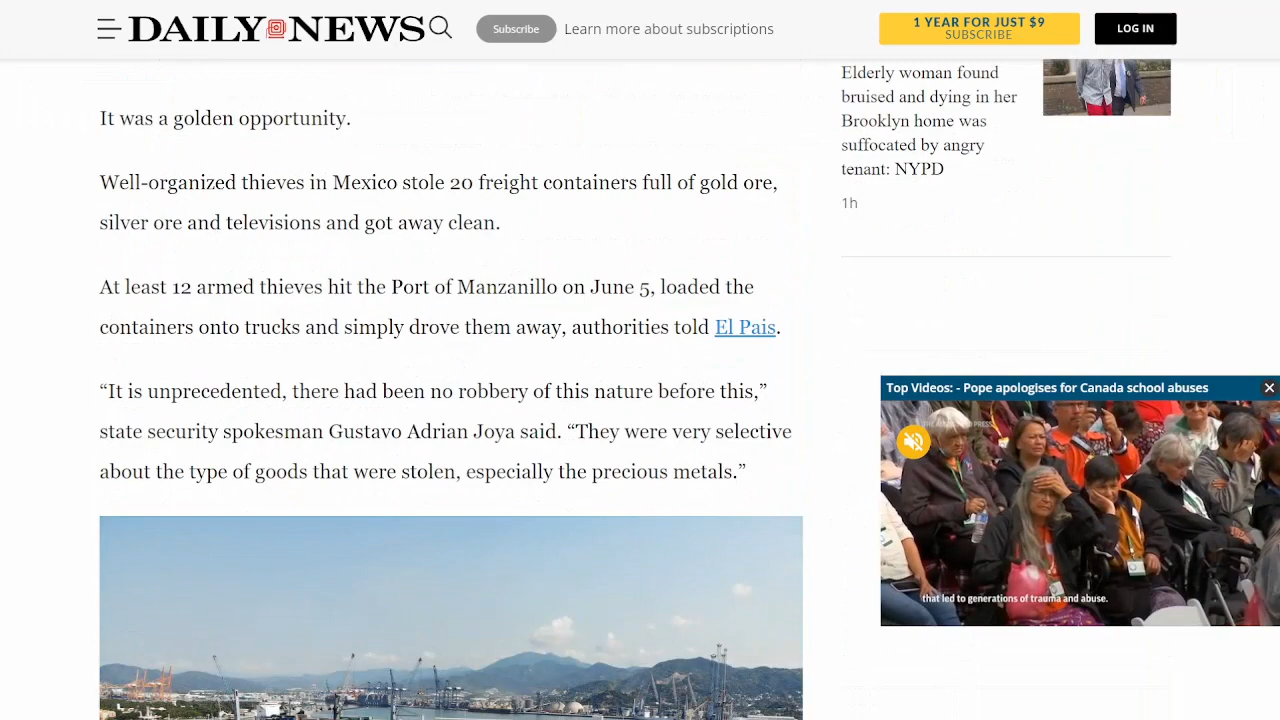 DAILY NEWS
Subscribe
Learn more about subscriptions
1 YEAR FOR JUST $9
SUBSCRIBE
LOG IN
It was a golden opportunity.
Well-organized thieves in Mexico stole 20 freight containers full of gold ore,
silver ore and televisions and got away clean.
At least 12 armed thieves hit the Port of Manzanillo on June 5, loaded the
containers onto trucks and simply drove them away, authorities told El Pais.
“It is unprecedented, there had been no robbery of this nature before this,”
state security spokesman Gustavo Adrian Joya said. “They were very selective
about the type of goods that were stolen, especially the precious metals.”
Elderly woman found
bruised and dying in her
Brooklyn home was
suffocated by angry
tenant: NYPD
1h
Top Videos: - Pope apologises for Canada school abuses
that led to generations of trauma and abuse.